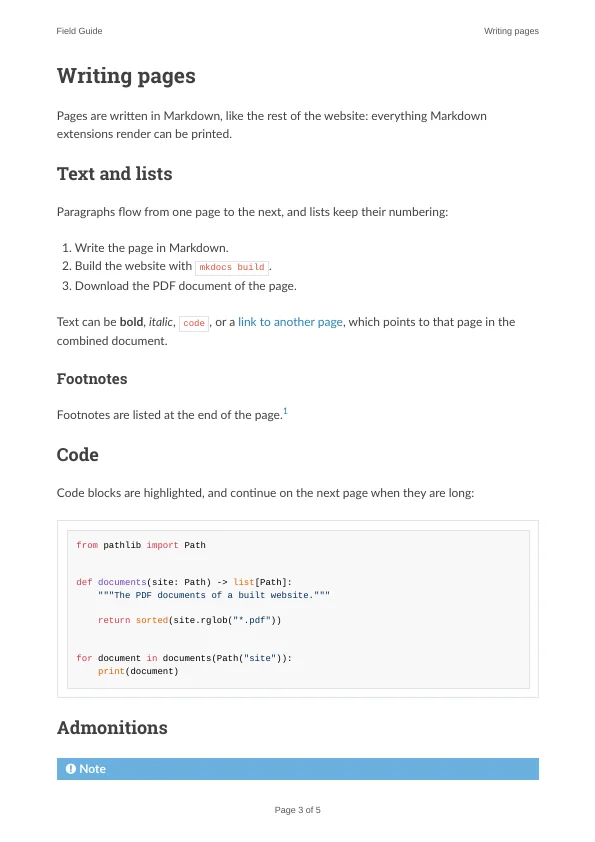 Field Guide
Writing pages
Writing pages
Pages are written in Markdown, like the rest of the website: everything Markdown
extensions render can be printed.
Text and lists
Paragraphs flow from one page to the next, and lists keep their numbering:
1. Write the page in Markdown.
2. Build the website with mkdocs build.
3. Download the PDF document of the page.
Text can be bold, italic, code, or a link to another page, which points to that page in the
combined document.
Footnotes
Footnotes are listed at the end of the page.1
Code
Code blocks are highlighted, and continue on the next page when they are long:
from pathlib import Path
def documents(site: Path) -> list[Path]:
    """The PDF documents of a built website."""
    return sorted(site.rglob("*.pdf"))
for document in documents(Path("site")):
    print(document)
Admonitions
Note
Page 3 of 5